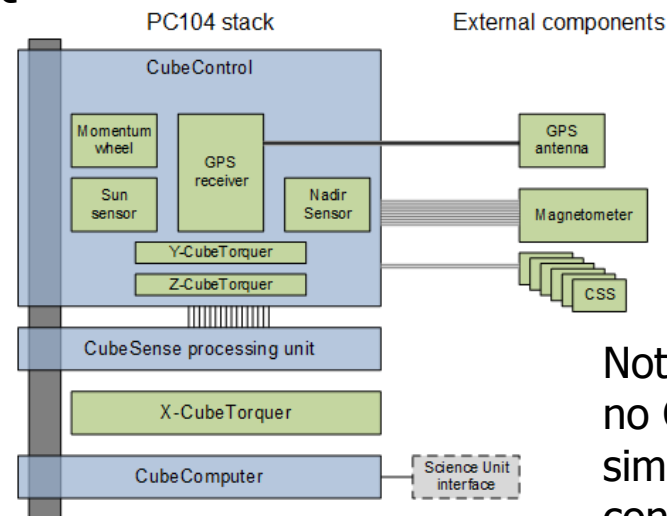 PC104 stack
External components
CubeControl
Momentum
wheel
GPS
receiver
Sun
sensor
Nadir
Sensor
Y-CubeTorquer
Z-CubeTorquer
GPS
antenna
Magnetometer
CSS
CubeSense processing unit
X-CubeTorquer
CubeComputer
Science Unit
interface
Not
no
sim